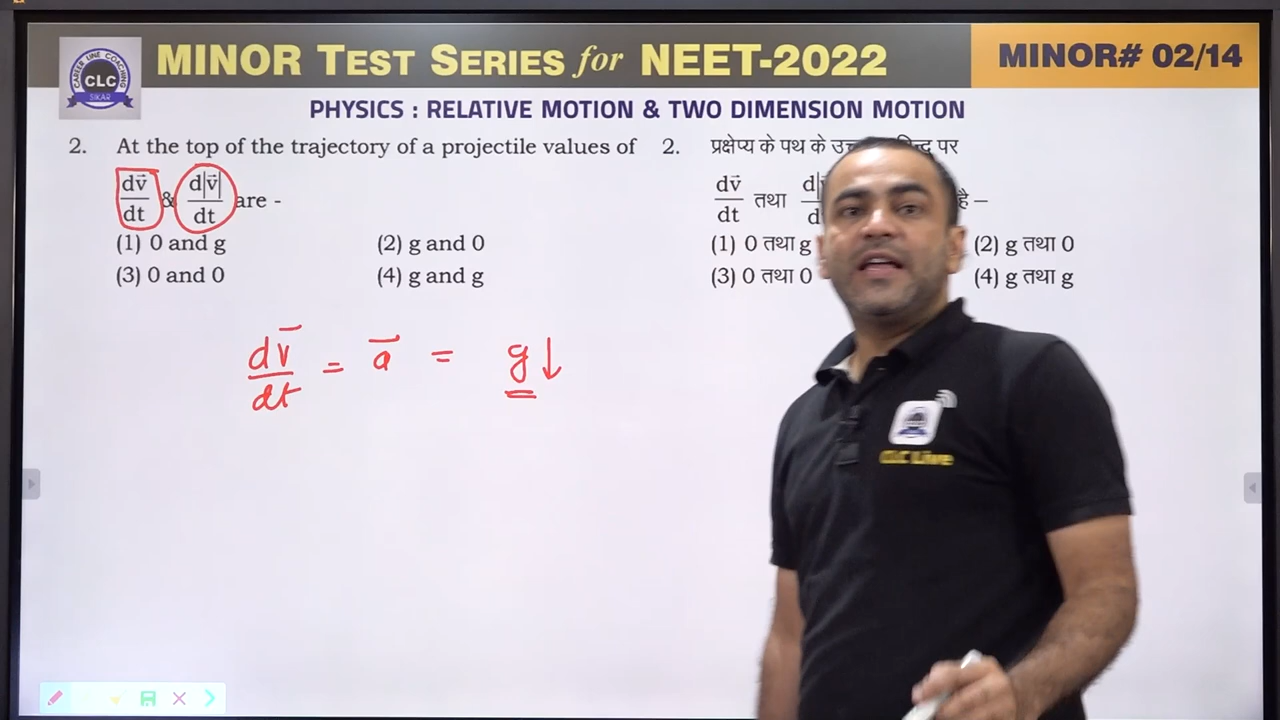 MINOR TEST SERIES for NEET-2022
MINOR# 02/14
CAREER LINE COACHING
CLC
SIKAR
PHYSICS : RELATIVE MOTION & TWO DIMENSION MOTION
2. At the top of the trajectory of a projectile values of
dv⃗/dt & d|v⃗|/dt are -
(1) 0 and g (2) g and 0
(3) 0 and 0 (4) g and g
2. प्रक्षेप्य के पथ के पर
dv⃗/dt तथा है –
(1) 0 तथा g (2) g तथा 0
(3) 0 तथा 0 (4) g तथा g
dv⃗/dt = a⃗ = g↓
CLC Live